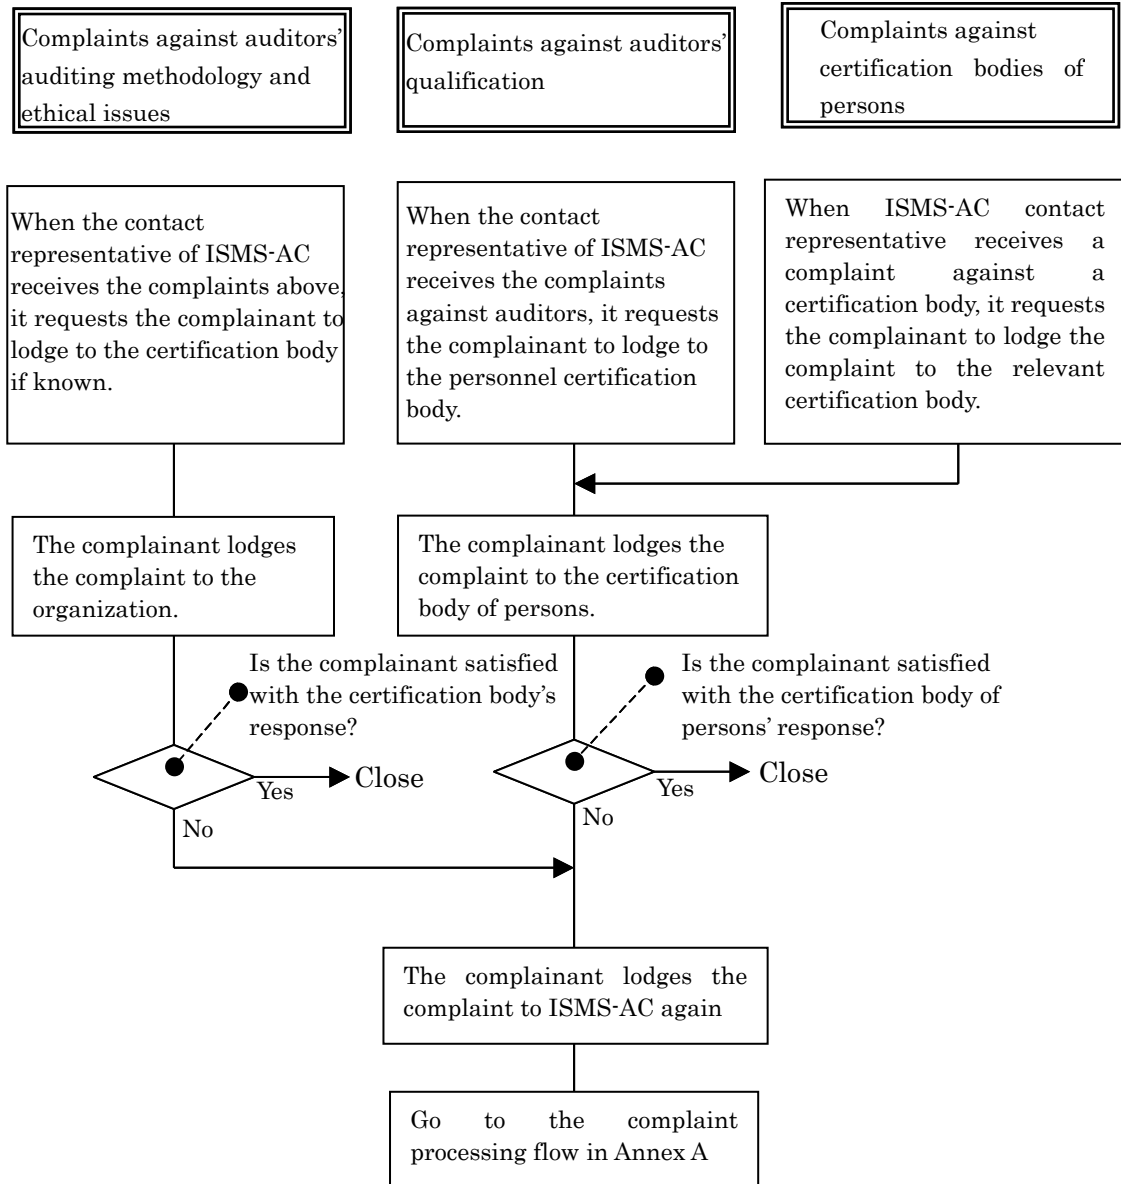 Complaints against auditors’
auditing methodology and
ethical issues
Complaints against auditors’
qualification
Complaints against
certification bodies of
persons
When the contact
representative of ISMS-AC
receives the complaints above,
it requests the complainant to
lodge to the certification body
if known.
When the contact
representative of ISMS-AC
receives the complaints
against auditors, it requests
the complainant to lodge to
the personnel certification
body.
When ISMS-AC contact
representative receives a
complaint against a
certification body, it requests
the complainant to lodge the
complaint to the relevant
certification body.
The complainant lodges
the complaint to the
organization.
The complainant lodges the
complaint to the certification
body of persons.
Is the complainant satisfied
with the certification body’s
response?
Is the complainant satisfied
with the certification body of
persons’ response?
Yes
Close
No
Yes
Close
No
The complainant lodges the
complaint to ISMS-AC again
Go to the complaint
processing flow in Annex A